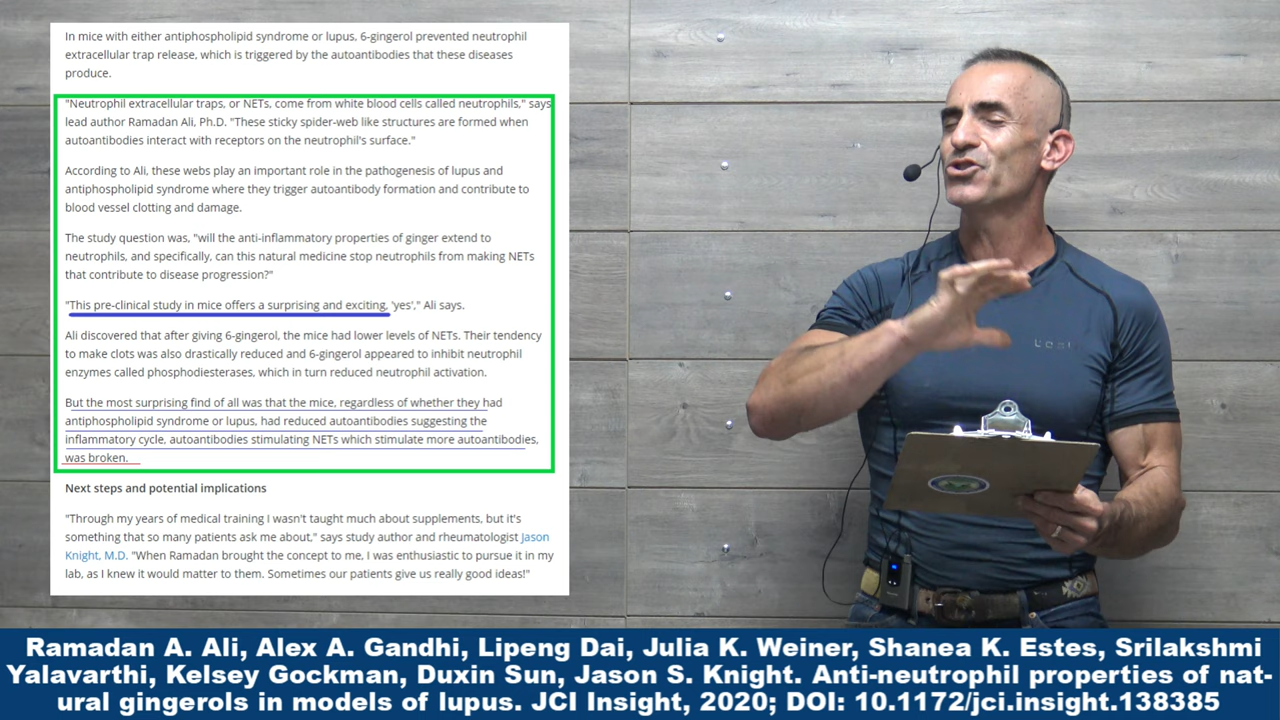 In mice with either antiphospholipid syndrome or lupus, 6-gingerol prevented neutrophil
extracellular trap release, which is triggered by the autoantibodies that these diseases
produce.
"Neutrophil extracellular traps, or NETs, come from white blood cells called neutrophils," says
lead author Ramadan Ali, Ph.D. "These sticky spider-web like structures are formed when
autoantibodies interact with receptors on the neutrophil's surface."
According to Ali, these webs play an important role in the pathogenesis of lupus and
antiphospholipid syndrome where they trigger autoantibody formation and contribute to
blood vessel clotting and damage.
The study question was, "will the anti-inflammatory properties of ginger extend to
neutrophils, and specifically, can this natural medicine stop neutrophils from making NETs
that contribute to disease progression?"
"This pre-clinical study in mice offers a surprising and exciting, 'yes'," Ali says.
Ali discovered that after giving 6-gingerol, the mice had lower levels of NETs. Their tendency
to make clots was also drastically reduced and 6-gingerol appeared to inhibit neutrophil
enzymes called phosphodiesterases, which in turn reduced neutrophil activation.
But the most surprising find of all was that the mice, regardless of whether they had
antiphospholipid syndrome or lupus, had reduced autoantibodies suggesting the
inflammatory cycle, autoantibodies stimulating NETs which stimulate more autoantibodies,
was broken.
Next steps and potential implications
"Through my years of medical training I wasn't taught much about supplements, but it's
something that so many patients ask me about," says study author and rheumatologist Jason
Knight, M.D. "When Ramadan brought the concept to me, I was enthusiastic to pursue it in my
lab, as I knew it would matter to them. Sometimes our patients give us really good ideas!"
Ramadan A. Ali, Alex A. Gandhi, Lipeng Dai, Julia K. Weiner, Shanea K. Estes, Srilakshmi
Yalavarthi, Kelsey Gockman, Duxin Sun, Jason S. Knight. Anti-neutrophil properties of nat-
ural gingerols in models of lupus. JCI Insight, 2020; DOI: 10.1172/jci.insight.138385